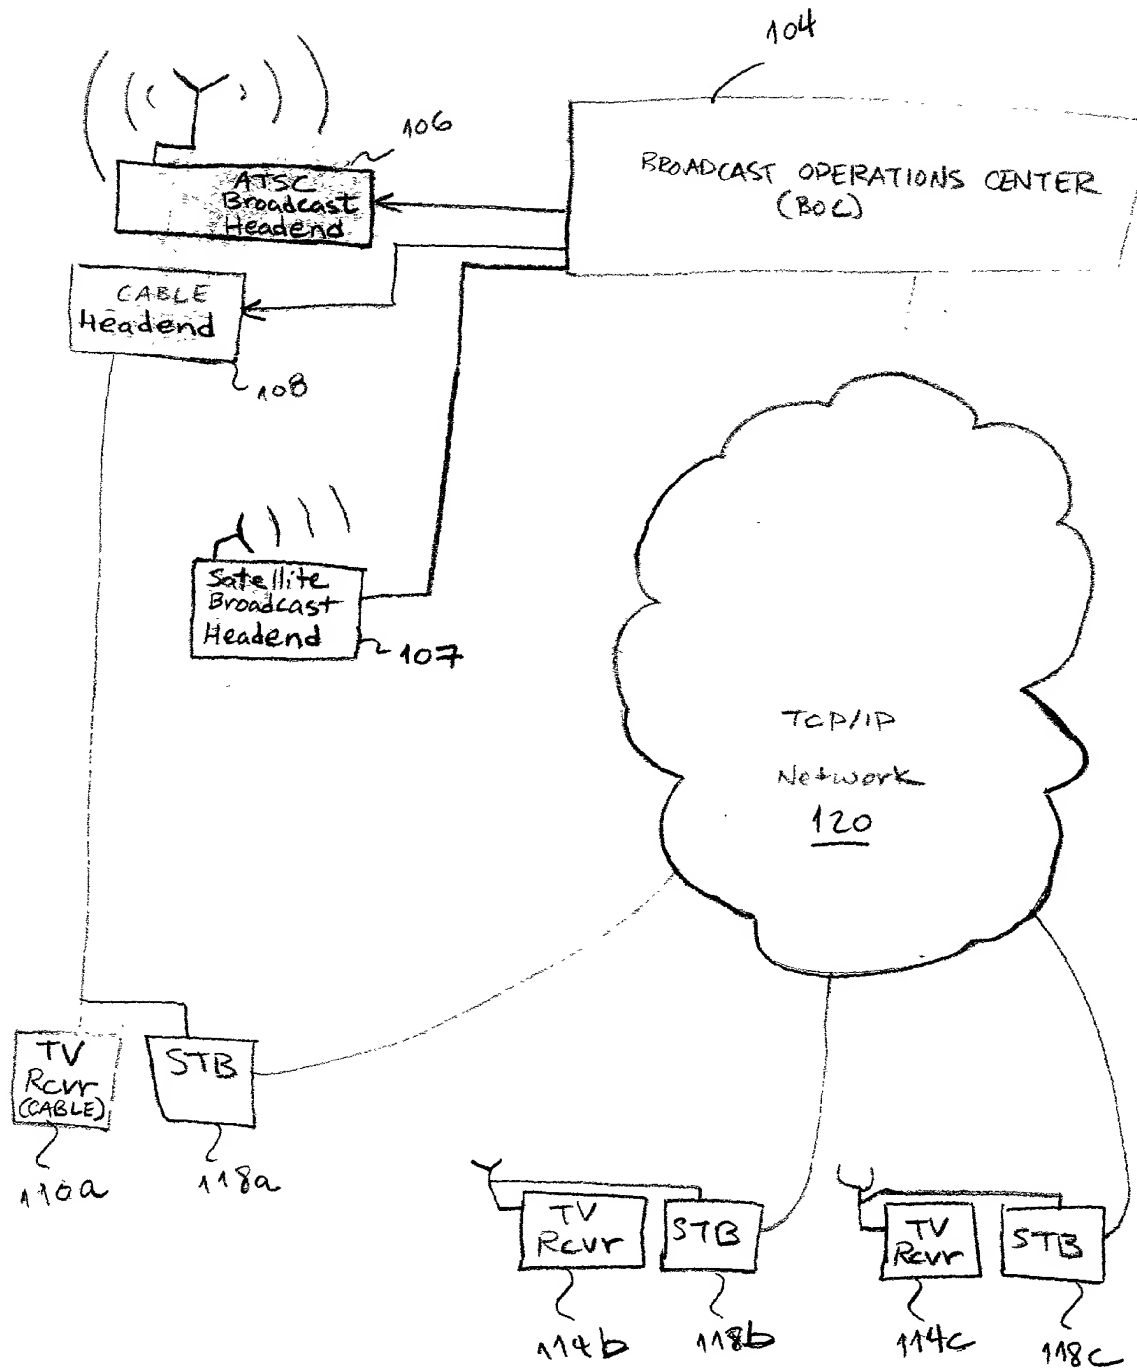 104
106
ATSC
Broadcast
Headend
BROADCAST OPERATIONS CENTER
(BOC)
CABLE
Headend
108
Satellite
Broadcast
Headend
107
TCP/IP
Network
120
TV
Rcvr
(CABLE)
STB
110a
118a
TV
Rcvr
STB
TV
Rcvr
STB
114b
118b
114c
118c